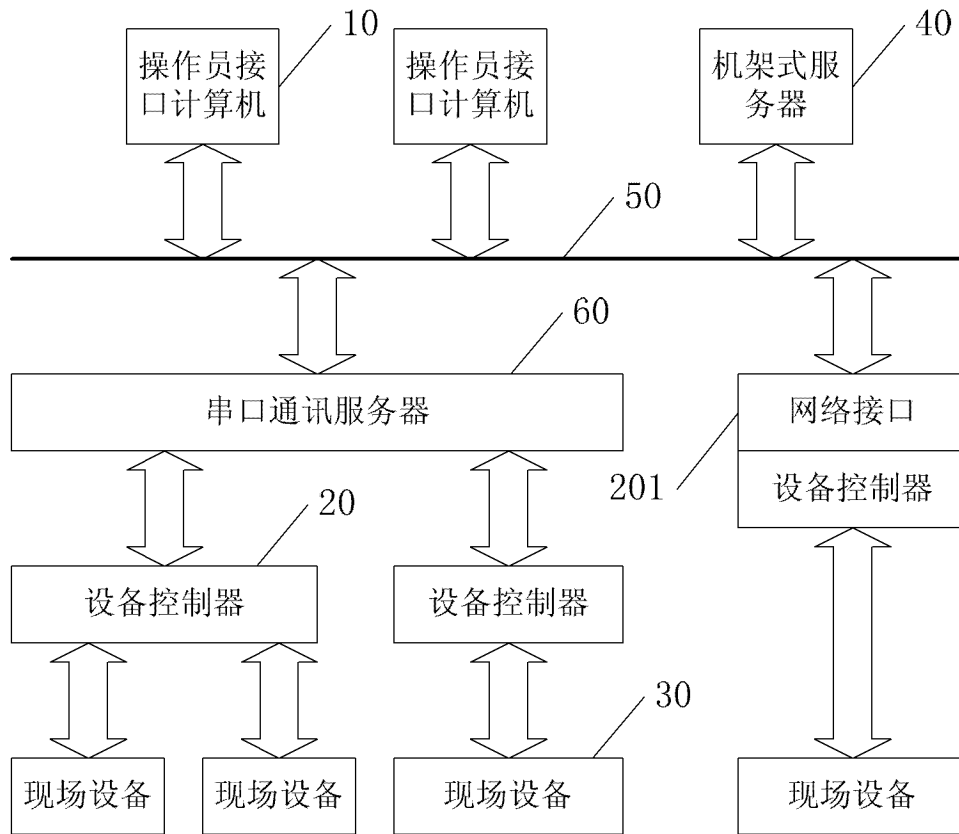 10
操作员接
口计算机
操作员接
口计算机
40
机架式服
务器
50
60
串口通讯服务器
网络接口
201
设备控制器
20
设备控制器
设备控制器
30
现场设备
现场设备
现场设备
现场设备